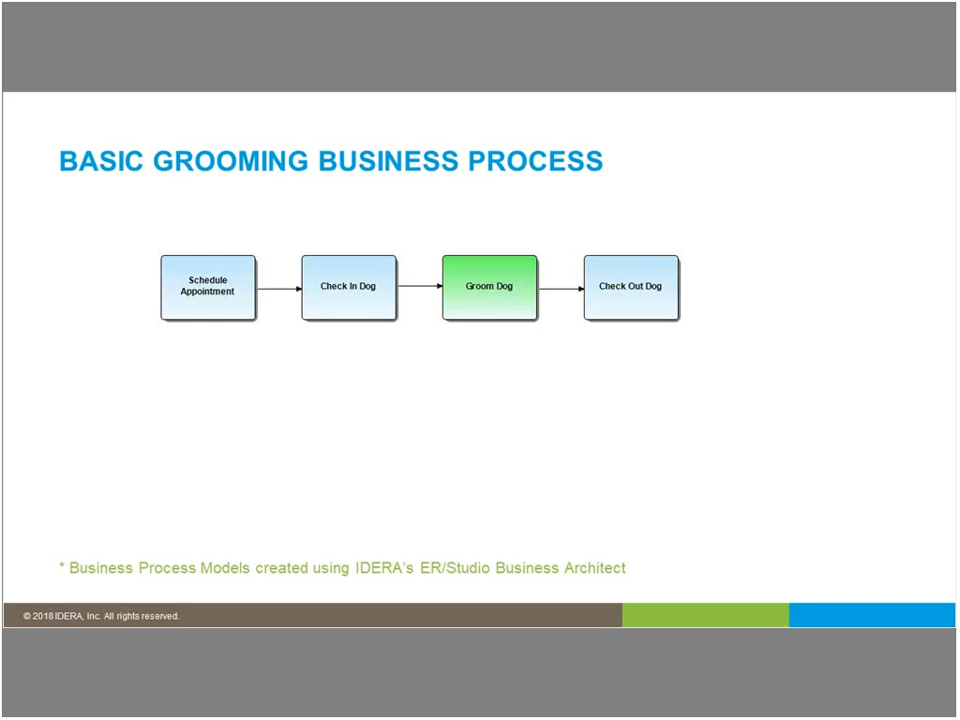 BASIC GROOMING BUSINESS PROCESS
Schedule
Appointment
Check In Dog
Groom Dog
Check Out Dog
* Business Process Models created using IDERA's ER/Studio Business Architect
© 2018 IDERA, Inc. All rights reserved.